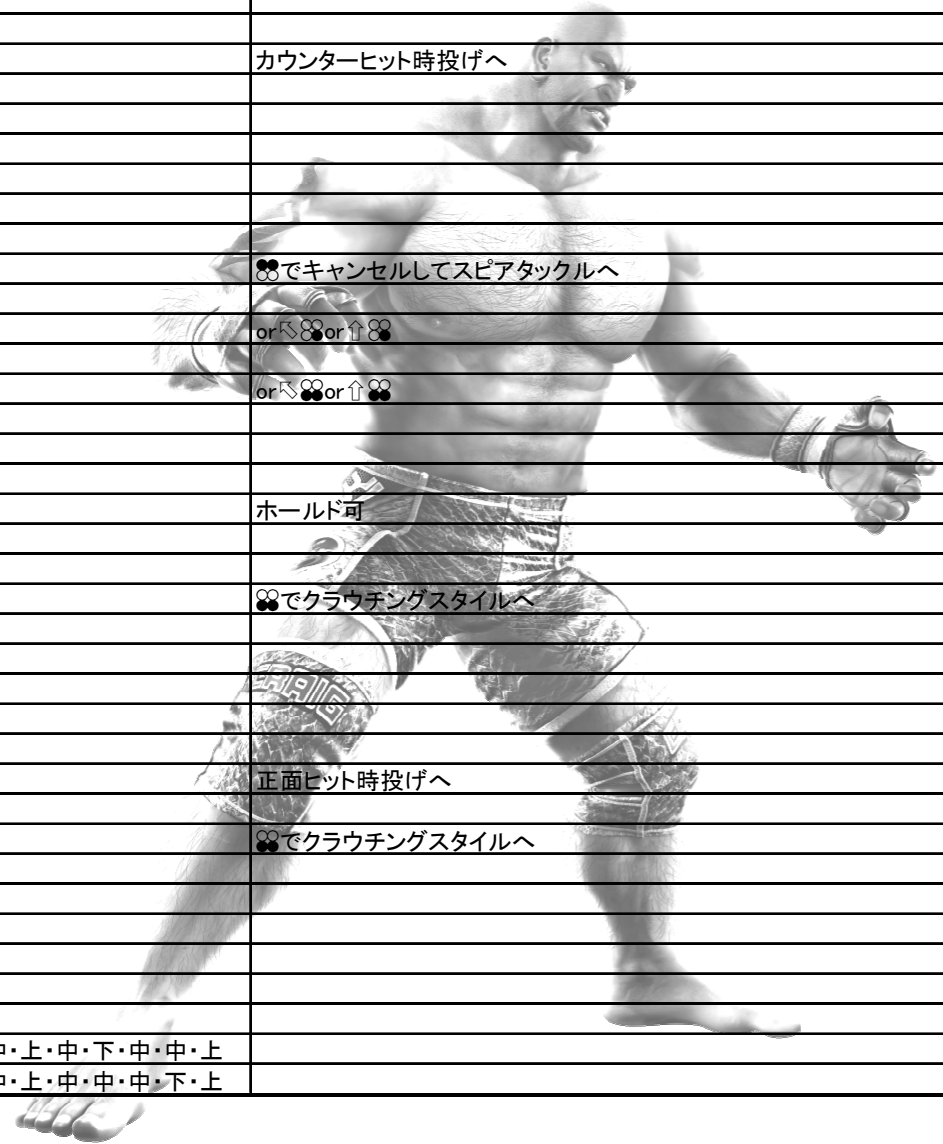 カウンターヒット時投げへ
でキャンセルしてスピアタックルへ
or↖or⇧
or↖or⇧
ホールド可
でクラウチングスタイルへ
CRAIG
正面ヒット時投げへ
でクラウチングスタイルへ
・上・中・下・中・中・上
・上・中・中・中・下・上